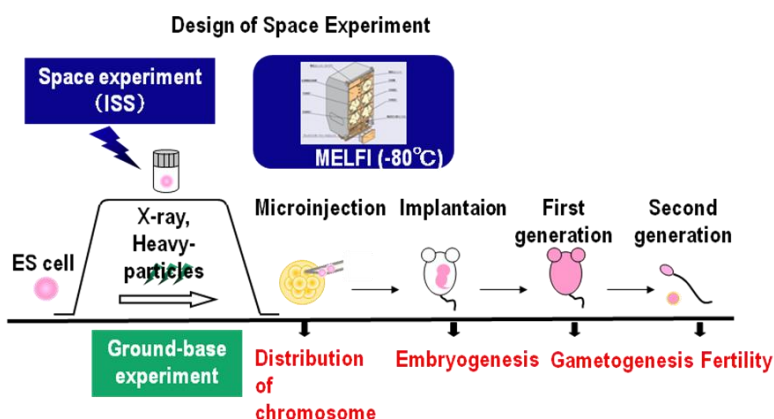 Design of Space Experiment
Space experiment
(ISS)
MELFI (-80℃)
X-ray,
Heavy-
particles
ES cell
Microinjection
Implantaion
First
generation
Second
generation
Ground-base
experiment
Distribution
of
chromosome
Embryogenesis
Gametogenesis
Fertility